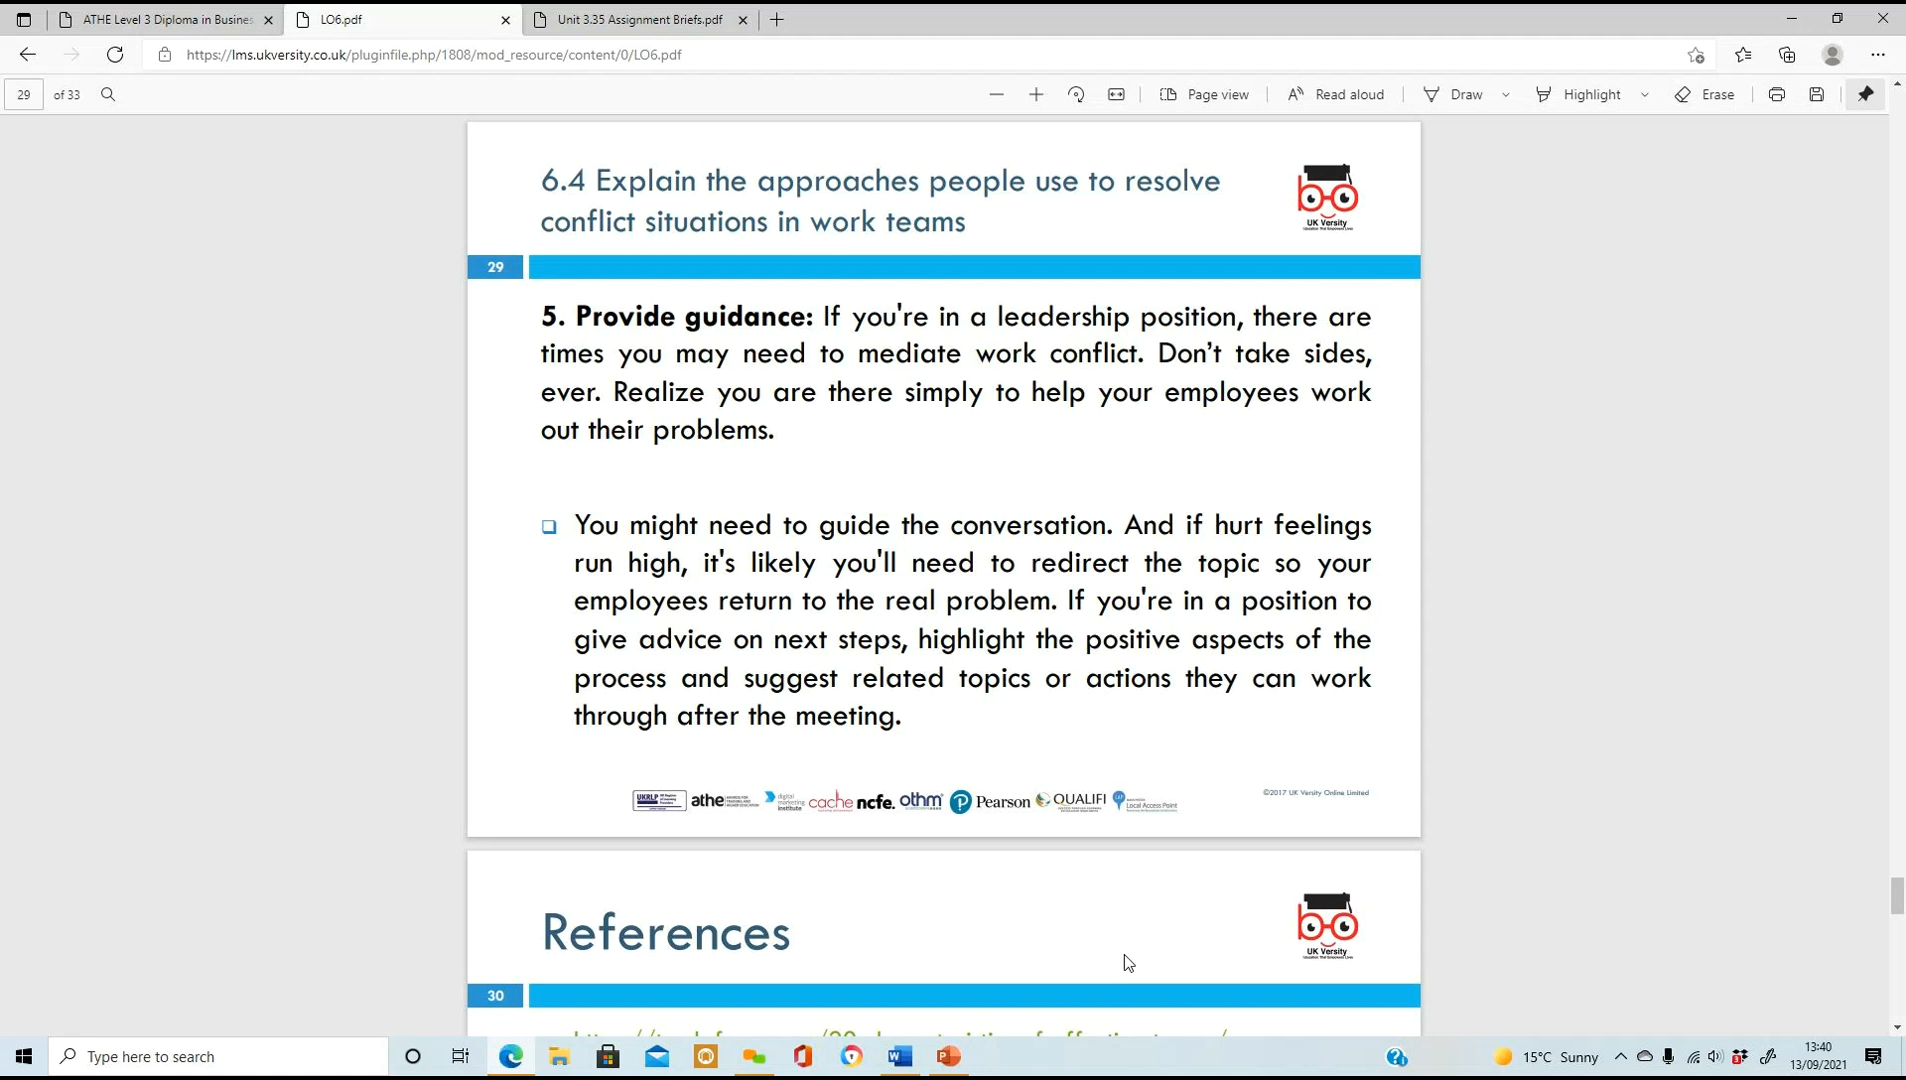 ATHE Level 3 Diploma in Busines
LO6.pdf
Unit 3.35 Assignment Briefs.pdf
https://lms.ukversity.co.uk/pluginfile.php/1808/mod_resource/content/0/LO6.pdf
29 of 33
Page view
Read aloud
Draw
Highlight
Erase
6.4 Explain the approaches people use to resolve
conflict situations in work teams
UK Versity
29
5. Provide guidance: If you're in a leadership position, there are
times you may need to mediate work conflict. Don't take sides,
ever. Realize you are there simply to help your employees work
out their problems.
You might need to guide the conversation. And if hurt feelings
run high, it's likely you'll need to redirect the topic so your
employees return to the real problem. If you're in a position to
give advice on next steps, highlight the positive aspects of the
process and suggest related topics or actions they can work
through after the meeting.
UKRLP
athe
digital marketing institute
cache
ncfe.
othm
Pearson
QUALIFI
Local Access Point
©2017 UK Versity Online Limited
References
UK Versity
30
Type here to search
15°C Sunny
13:40
13/09/2021